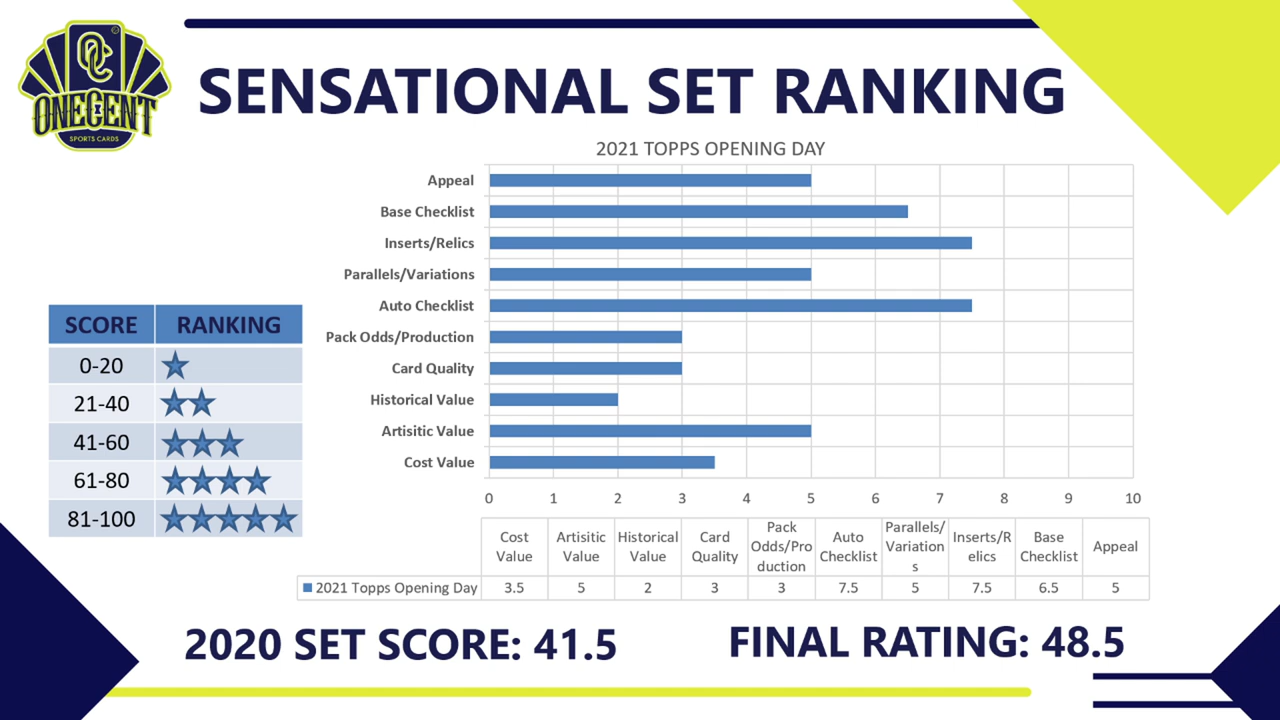 OC
ONECENT
SPORTS CARDS
SENSATIONAL SET RANKING
2021 TOPPS OPENING DAY
Appeal
Base Checklist
Inserts/Relics
Parallels/Variations
Auto Checklist
Pack Odds/Production
Card Quality
Historical Value
Artisitic Value
Cost Value
0 1 2 3 4 5 6 7 8 9 10
SCORE RANKING
0-20
21-40
41-60
61-80
81-100
Cost Value Artisitic Value Historical Value Card Quality Pack Odds/Pro duction Auto Checklist Parallels/ Variation s Inserts/R elics Base Checklist Appeal
2021 Topps Opening Day 3.5 5 2 3 3 7.5 5 7.5 6.5 5
2020 SET SCORE: 41.5
FINAL RATING: 48.5